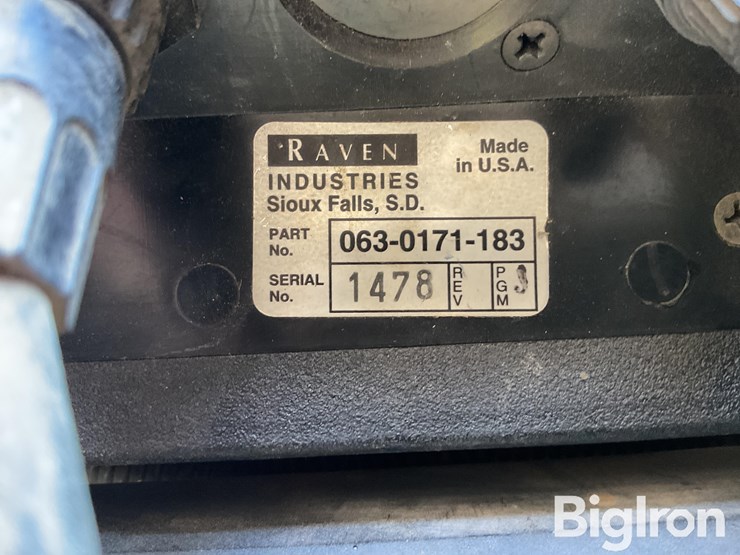 RAVEN
Made in U.S.A.
INDUSTRIES
Sioux Falls, S.D.
PART No. 063-0171-183
SERIAL No. 1478 REV PGM J
BigIron